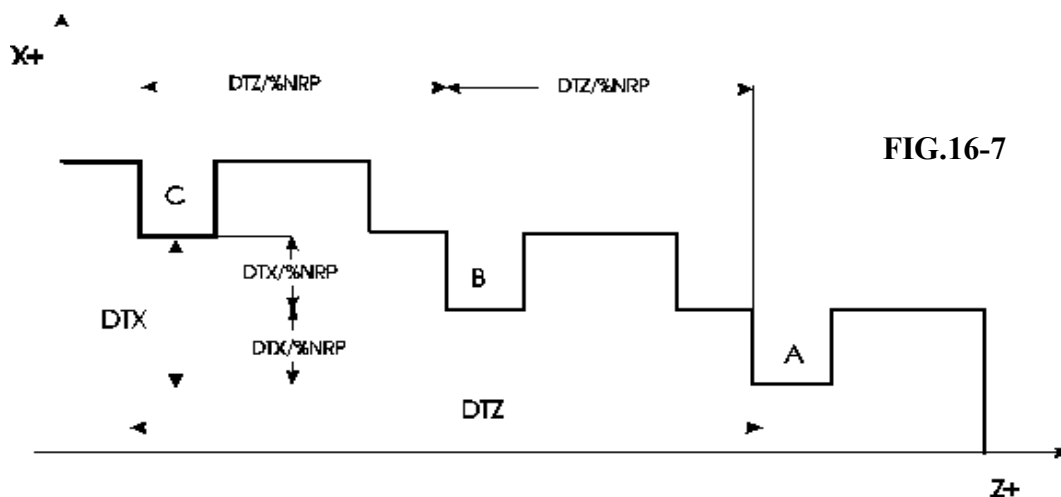 X+
DTZ/%NRP
DTZ/%NRP
FIG.16-7
C
DTX/%NRP
B
DTX
DTX/%NRP
A
DTZ
Z+